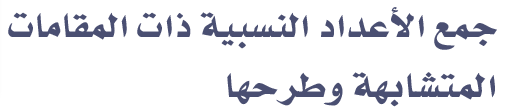 جمع الأعداد النسبية ذات المقامات
المتشابهة وطرحها